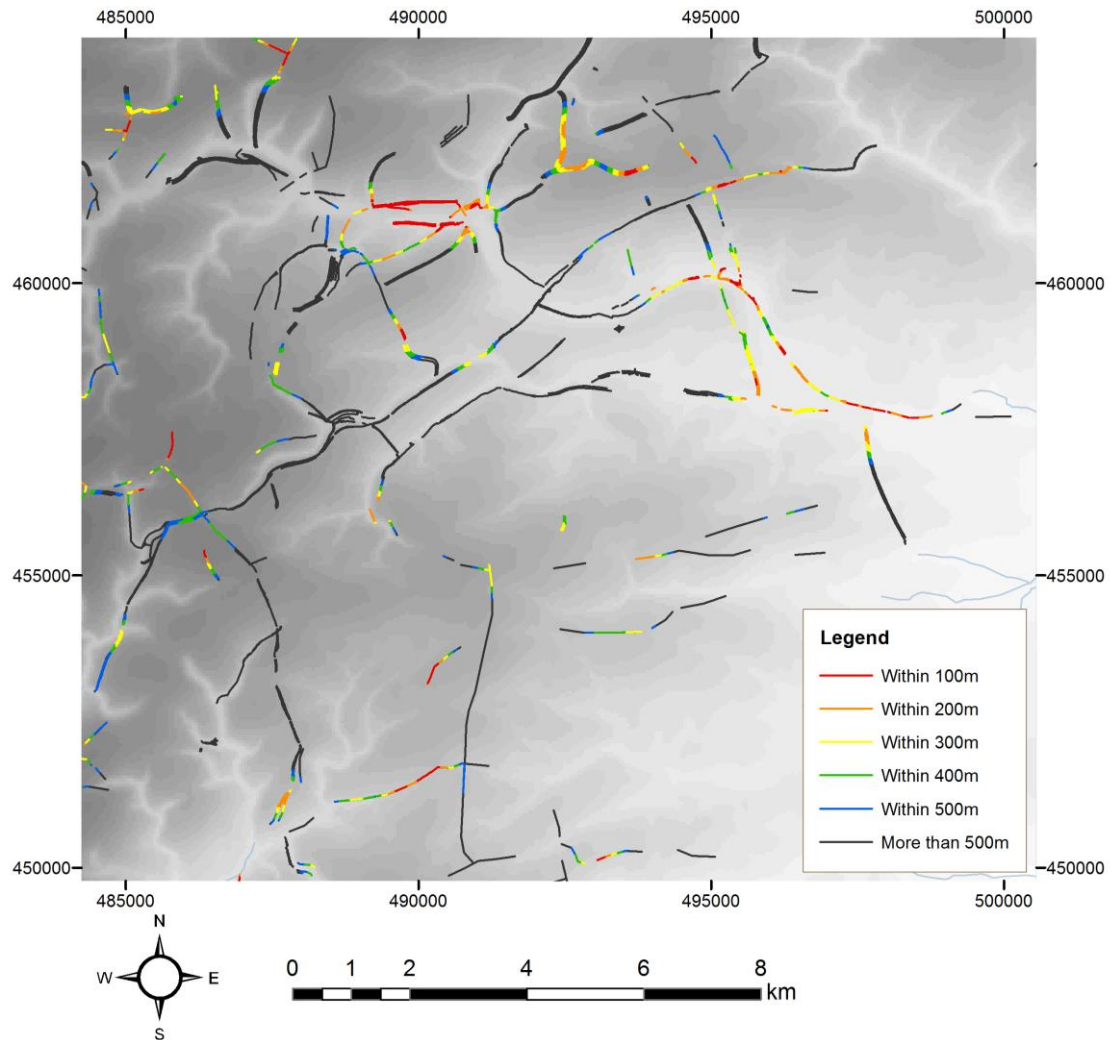 485000 490000 495000 500000
460000 460000
455000 455000
450000 450000
Legend
Within 100m
Within 200m
Within 300m
Within 400m
Within 500m
More than 500m
485000 490000 495000 500000
N
W E
S
0 1 2 4 6 8
km